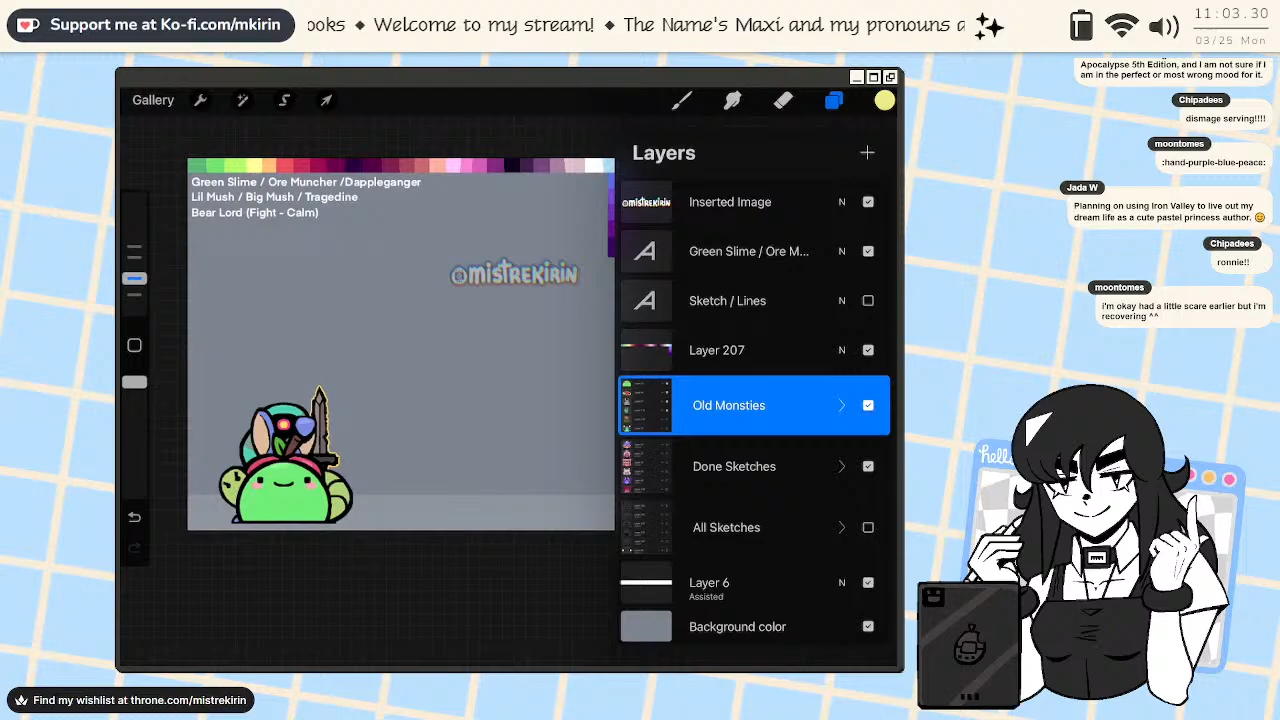 Support me at Ko-fi.com/mkirin
ooks ◆ Welcome to my stream! ◆ The Name's Maxi and my pronouns a
11:03.30
03/25 Mon
Apocalypse 5th Edition, and I am not sure if I
am in the perfect or most wrong mood for it.
Chipadees
dismage serving!!!!
moontomes
:hand-purple-blue-peace:
Jada W
Planning on using Iron Valley to live out my
dream life as a cute pastel princess author. 😊
Chipadees
ronnie!!
moontomes
i'm okay had a little scare earlier but i'm
recovering ^^
Gallery
Green Slime / Ore Muncher /Dappleganger
Lil Mush / Big Mush / Tragedine
Bear Lord (Fight - Calm)
@MISTREKIRIN
Layers
@MISTREKIRIN
Inserted Image N
Green Slime / Ore M... N
Sketch / Lines N
Layer 207 N
Old Monsties
Done Sketches
All Sketches
Layer 6 N
Assisted
Background color
hello
Find my wishlist at throne.com/mistrekirin